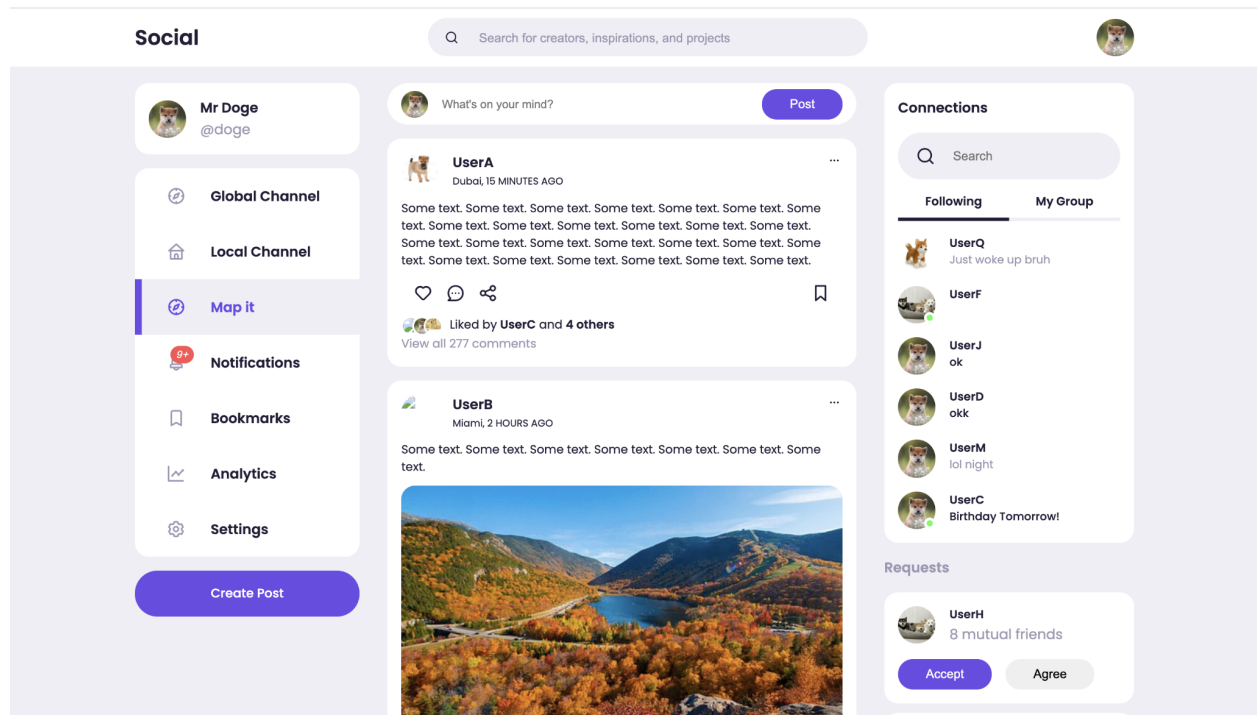 Social
Search for creators, inspirations, and projects
Mr Doge
@doge
Global Channel
Local Channel
Map it
9+
Notifications
Bookmarks
Analytics
Settings
Create Post
What's on your mind?
Post
UserA
...
Dubai, 15 MINUTES AGO
Some text. Some text. Some text. Some text. Some text. Some text. Some
text. Some text. Some text. Some text. Some text. Some text. Some text.
Some text. Some text. Some text. Some text. Some text. Some text. Some
text. Some text. Some text. Some text. Some text. Some text. Some text.
Liked by UserC and 4 others
View all 277 comments
UserB
...
Miami, 2 HOURS AGO
Some text. Some text. Some text. Some text. Some text. Some text. Some
text.
Connections
Search
Following
My Group
UserQ
Just woke up bruh
UserF
UserJ
ok
UserD
okk
UserM
lol night
UserC
Birthday Tomorrow!
Requests
UserH
8 mutual friends
Accept
Agree